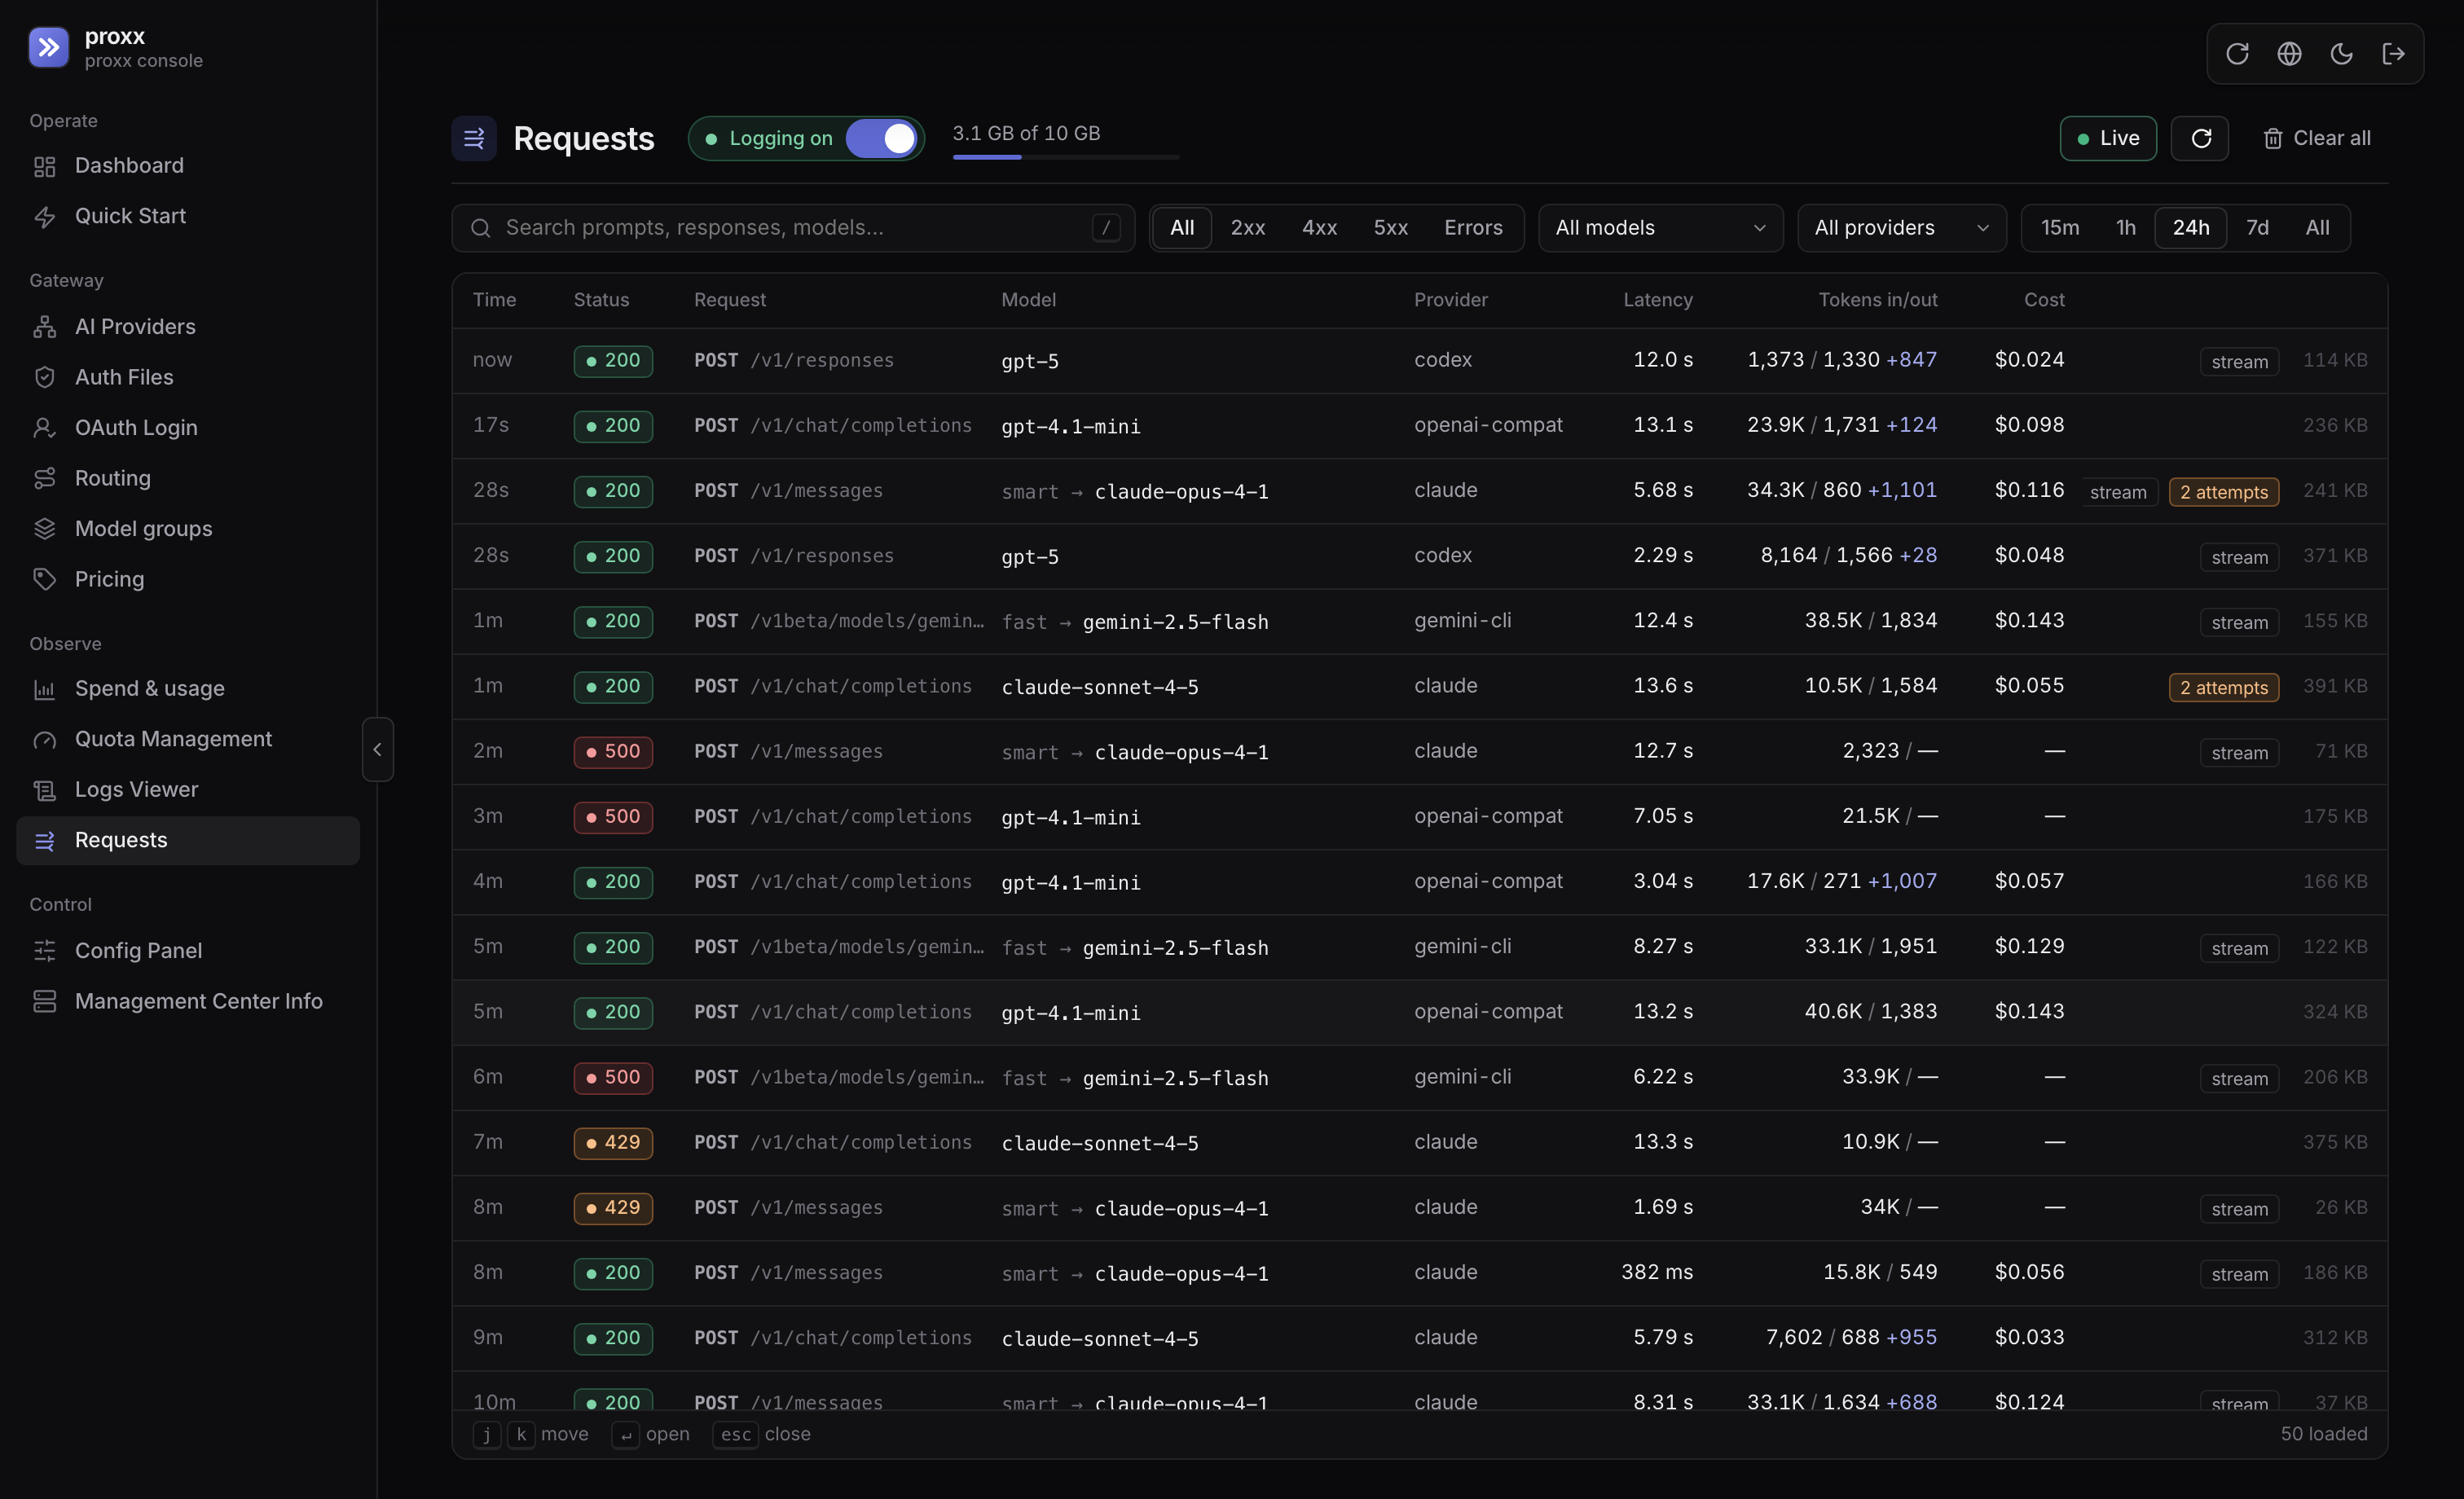 proxx
proxx console
Operate
Dashboard
Quick Start
Gateway
AI Providers
Auth Files
OAuth Login
Routing
Model groups
Pricing
Observe
Spend & usage
Quota Management
Logs Viewer
Requests
Control
Config Panel
Management Center Info
Requests Logging on 3.1 GB of 10 GB Live Clear all
Search prompts, responses, models... / All 2xx 4xx 5xx Errors All models All providers 15m 1h 24h 7d All
Time Status Request Model Provider Latency Tokens in/out Cost
now 200 POST /v1/responses gpt-5 codex 12.0 s 1,373 / 1,330 +847 $0.024 stream 114 KB
17s 200 POST /v1/chat/completions gpt-4.1-mini openai-compat 13.1 s 23.9K / 1,731 +124 $0.098 236 KB
28s 200 POST /v1/messages smart → claude-opus-4-1 claude 5.68 s 34.3K / 860 +1,101 $0.116 stream 2 attempts 241 KB
28s 200 POST /v1/responses gpt-5 codex 2.29 s 8,164 / 1,566 +28 $0.048 stream 371 KB
1m 200 POST /v1beta/models/gemin… fast → gemini-2.5-flash gemini-cli 12.4 s 38.5K / 1,834 $0.143 stream 155 KB
1m 200 POST /v1/chat/completions claude-sonnet-4-5 claude 13.6 s 10.5K / 1,584 $0.055 2 attempts 391 KB
2m 500 POST /v1/messages smart → claude-opus-4-1 claude 12.7 s 2,323 / — — stream 71 KB
3m 500 POST /v1/chat/completions gpt-4.1-mini openai-compat 7.05 s 21.5K / — — 175 KB
4m 200 POST /v1/chat/completions gpt-4.1-mini openai-compat 3.04 s 17.6K / 271 +1,007 $0.057 166 KB
5m 200 POST /v1beta/models/gemin… fast → gemini-2.5-flash gemini-cli 8.27 s 33.1K / 1,951 $0.129 stream 122 KB
5m 200 POST /v1/chat/completions gpt-4.1-mini openai-compat 13.2 s 40.6K / 1,383 $0.143 324 KB
6m 500 POST /v1beta/models/gemin… fast → gemini-2.5-flash gemini-cli 6.22 s 33.9K / — — stream 206 KB
7m 429 POST /v1/chat/completions claude-sonnet-4-5 claude 13.3 s 10.9K / — — 375 KB
8m 429 POST /v1/messages smart → claude-opus-4-1 claude 1.69 s 34K / — — stream 26 KB
8m 200 POST /v1/messages smart → claude-opus-4-1 claude 382 ms 15.8K / 549 $0.056 stream 186 KB
9m 200 POST /v1/chat/completions claude-sonnet-4-5 claude 5.79 s 7,602 / 688 +955 $0.033 312 KB
10m 200 POST /v1/messages smart → claude-opus-4-1 claude 8.31 s 33.1K / 1,634 +688 $0.124 stream 37 KB
j k move ↵ open esc close 50 loaded